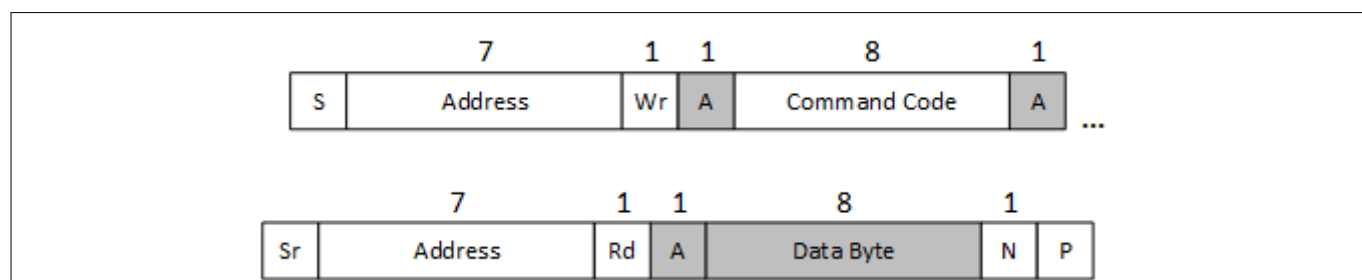 7 1 1 8 1
S Address Wr A Command Code A ...
7 1 1 8 1
Sr Address Rd A Data Byte N P